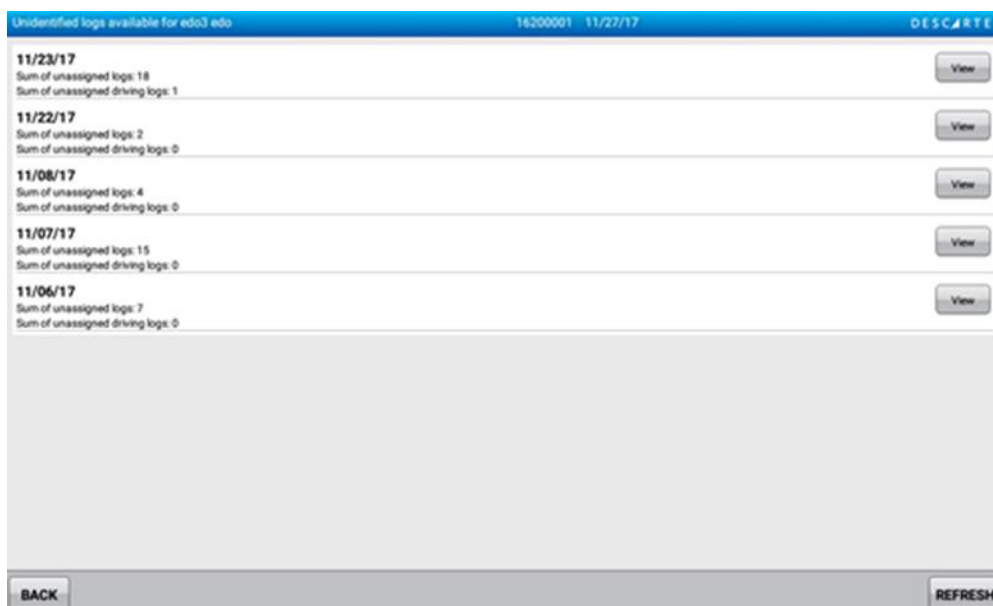 Unidentified logs available for edo3 edo 16200001 11/27/17 DESCARTE
11/23/17
Sum of unassigned logs: 18
Sum of unassigned driving logs: 1
View
11/22/17
Sum of unassigned logs: 2
Sum of unassigned driving logs: 0
View
11/08/17
Sum of unassigned logs: 4
Sum of unassigned driving logs: 0
View
11/07/17
Sum of unassigned logs: 15
Sum of unassigned driving logs: 0
View
11/06/17
Sum of unassigned logs: 7
Sum of unassigned driving logs: 0
View
BACK REFRESH